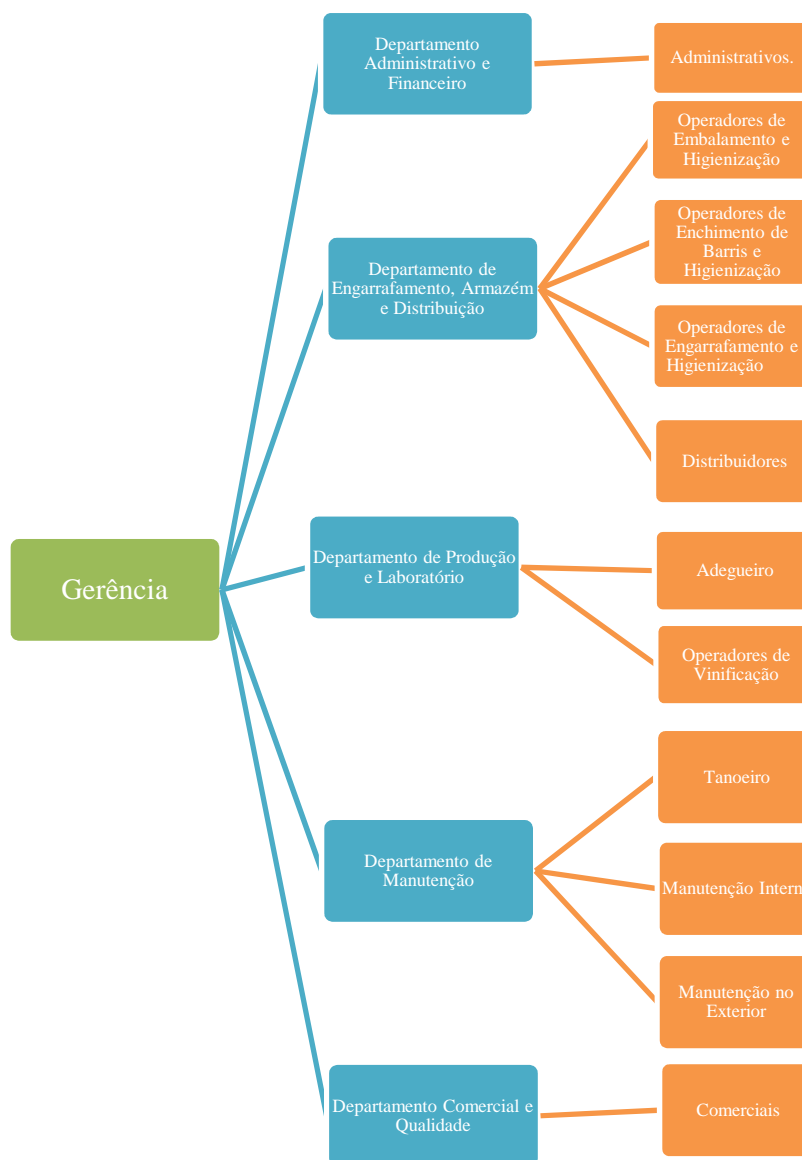 Departamento
Administrativo e
Financeiro
Administrativos.
Departamento de
Engarrafamento, Armazém
e Distribuição
Operadores de
Embalamento e
Higienização
Operadores de
Enchimento de
Barris e
Higienização
Operadores de
Engarrafamento e
Higienização
Distribuidores
Gerência
Departamento de Produção
e Laboratório
Adegueiro
Operadores de
Vinificação
Departamento de
Manutenção
Tanoeiro
Manutenção Intern
Manutenção no
Exterior
Departamento Comercial e
Qualidade
Comerciais